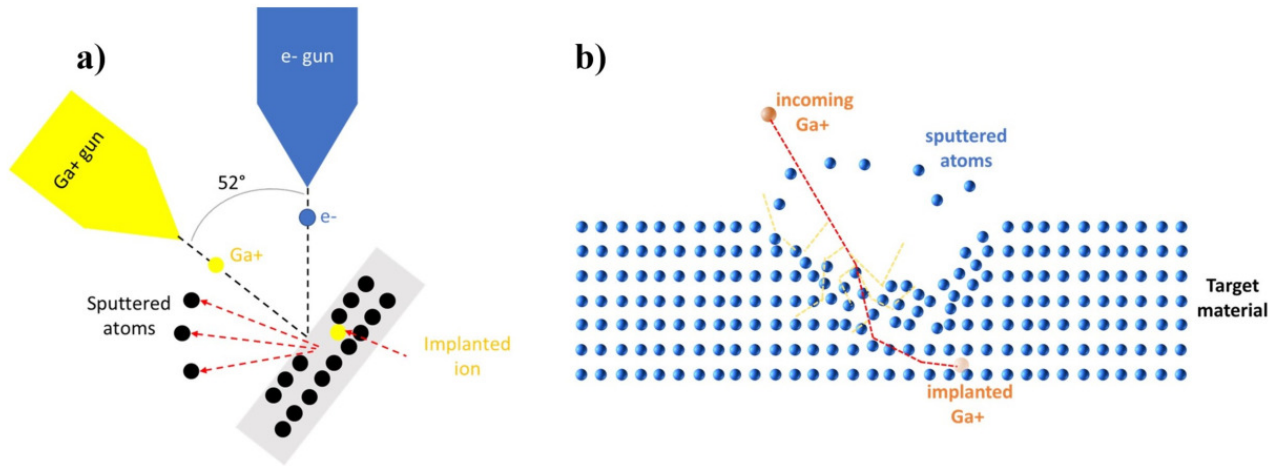 a)
e- gun
Ga+ gun
52°
e-
Ga+
Sputtered
atoms
Implanted
ion
b)
incoming
Ga+
sputtered
atoms
Target
material
implanted
Ga+